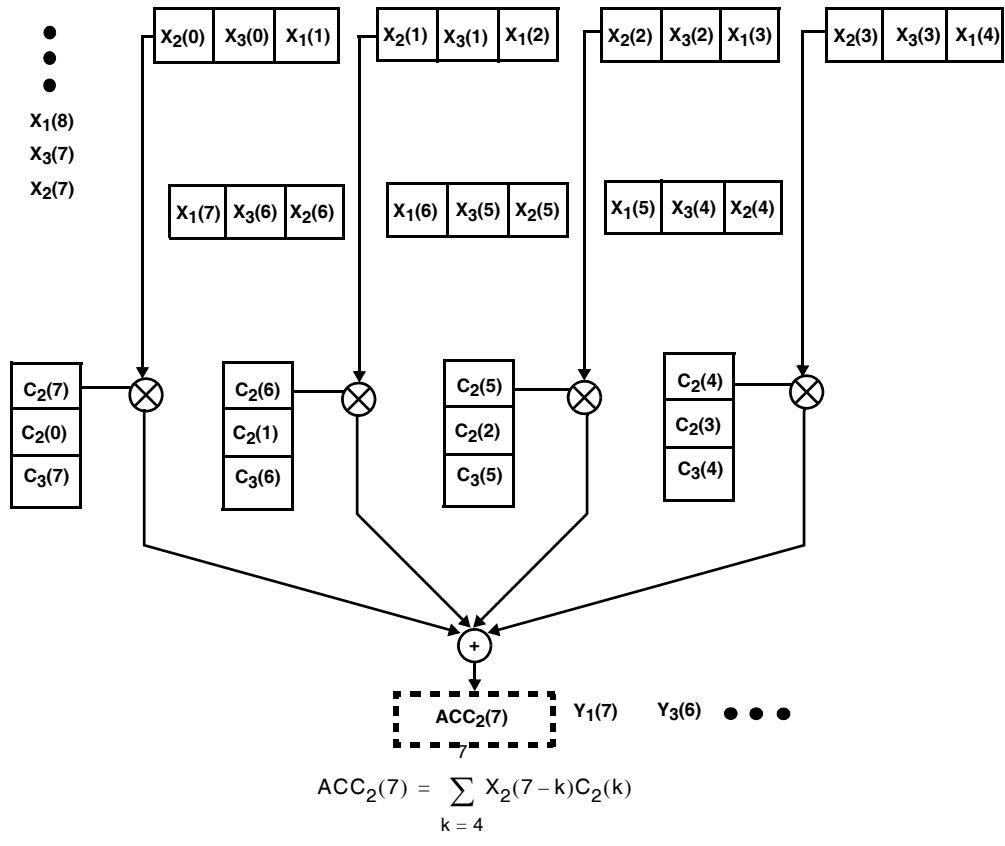 X₂(0) X₃(0) X₁(1) X₂(1) X₃(1) X₁(2) X₂(2) X₃(2) X₁(3) X₂(3) X₃(3) X₁(4)
X₁(8)
X₃(7)
X₂(7)
X₁(7) X₃(6) X₂(6) X₁(6) X₃(5) X₂(5) X₁(5) X₃(4) X₂(4)
C₂(7) C₂(6) C₂(5) C₂(4)
C₂(0) C₂(1) C₂(2) C₂(3)
C₃(7) C₃(6) C₃(5) C₃(4)
+
ACC₂(7) Y₁(7) Y₃(6)
7
ACC₂(7) = ∑ X₂(7 – k)C₂(k)
k = 4